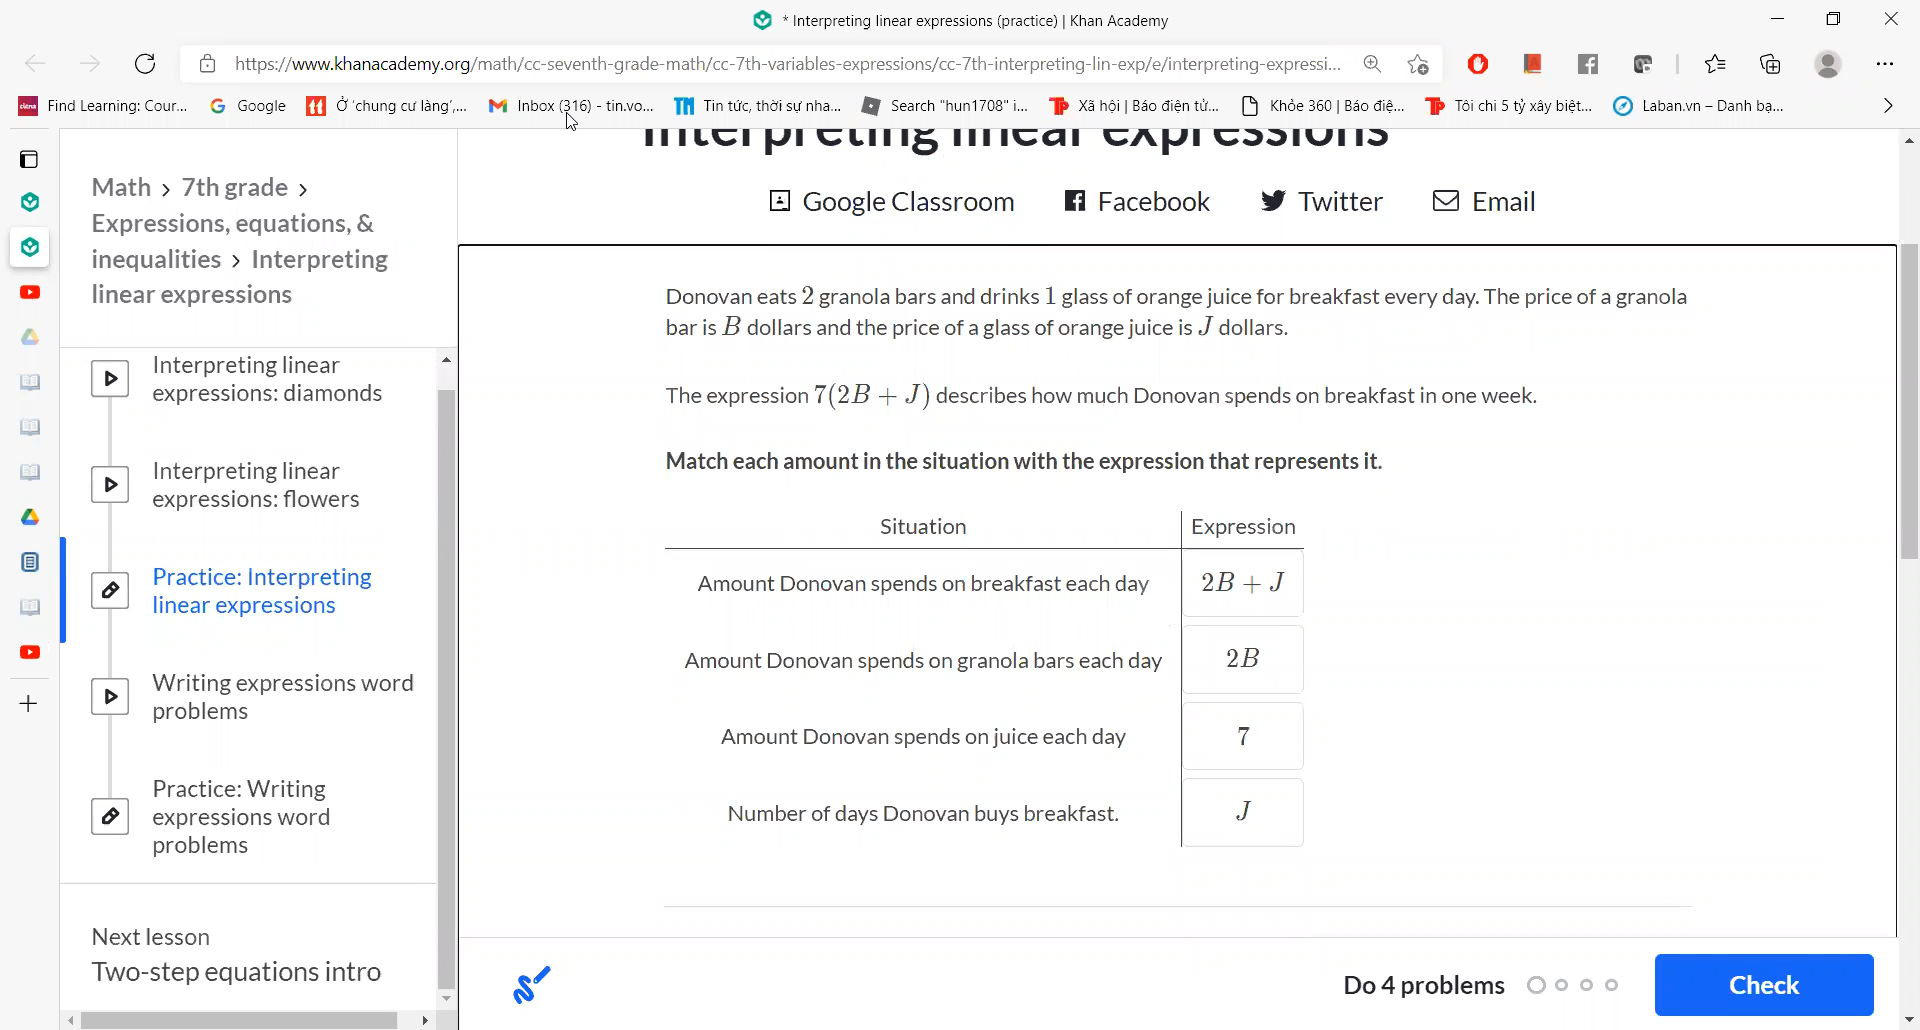 * Interpreting linear expressions (practice) | Khan Academy
https://www.khanacademy.org/math/cc-seventh-grade-math/cc-7th-variables-expressions/cc-7th-interpreting-lin-exp/e/interpreting-expressi...
Find Learning: Cour...
Google
Ở 'chung cư làng',...
Inbox (316) - tin.vo...
Tin tức, thời sự nha...
Search "hun1708" i...
Xã hội | Báo điện tử...
Khỏe 360 | Báo điệ...
Tôi chi 5 tỷ xây biệt...
Laban.vn – Danh bạ...
Interpreting linear expressions
Math > 7th grade >
Expressions, equations, &
inequalities > Interpreting
linear expressions
Google Classroom
Facebook
Twitter
Email
Interpreting linear
expressions: diamonds
Interpreting linear
expressions: flowers
Practice: Interpreting
linear expressions
Writing expressions word
problems
Practice: Writing
expressions word
problems
Next lesson
Two-step equations intro
Donovan eats 2 granola bars and drinks 1 glass of orange juice for breakfast every day. The price of a granola
bar is B dollars and the price of a glass of orange juice is J dollars.
The expression 7(2B + J) describes how much Donovan spends on breakfast in one week.
Match each amount in the situation with the expression that represents it.
Situation Expression
Amount Donovan spends on breakfast each day 2B + J
Amount Donovan spends on granola bars each day 2B
Amount Donovan spends on juice each day 7
Number of days Donovan buys breakfast. J
Do 4 problems
Check